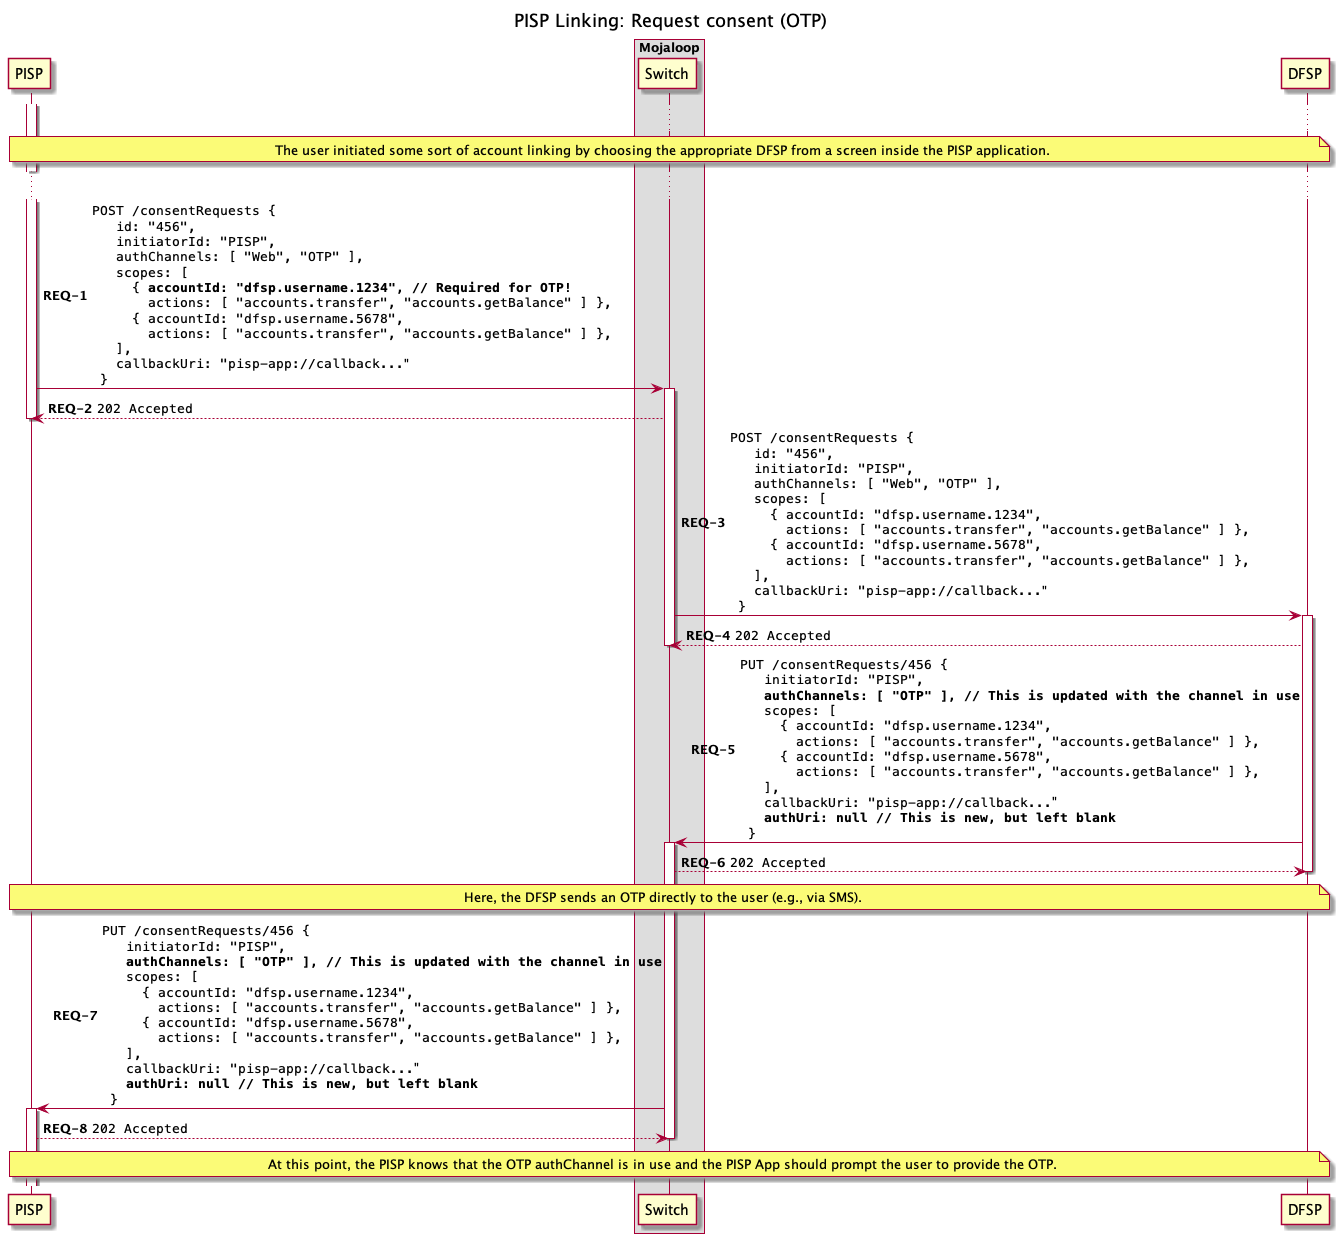 PISP Linking: Request consent (OTP)
Mojaloop
PISP
Switch
DFSP
The user initiated some sort of account linking by choosing the appropriate DFSP from a screen inside the PISP application.
REQ-1
POST /consentRequests {
id: "456",
initiatorId: "PISP",
authChannels: [ "Web", "OTP" ],
scopes: [
{ accountId: "dfsp.username.1234", // Required for OTP!
actions: [ "accounts.transfer", "accounts.getBalance" ] },
{ accountId: "dfsp.username.5678",
actions: [ "accounts.transfer", "accounts.getBalance" ] },
],
callbackUri: "pisp-app://callback..."
}
REQ-2 202 Accepted
REQ-3
POST /consentRequests {
id: "456",
initiatorId: "PISP",
authChannels: [ "Web", "OTP" ],
scopes: [
{ accountId: "dfsp.username.1234",
actions: [ "accounts.transfer", "accounts.getBalance" ] },
{ accountId: "dfsp.username.5678",
actions: [ "accounts.transfer", "accounts.getBalance" ] },
],
callbackUri: "pisp-app://callback..."
}
REQ-4 202 Accepted
REQ-5
PUT /consentRequests/456 {
initiatorId: "PISP",
authChannels: [ "OTP" ], // This is updated with the channel in use
scopes: [
{ accountId: "dfsp.username.1234",
actions: [ "accounts.transfer", "accounts.getBalance" ] },
{ accountId: "dfsp.username.5678",
actions: [ "accounts.transfer", "accounts.getBalance" ] },
],
callbackUri: "pisp-app://callback..."
authUri: null // This is new, but left blank
}
REQ-6 202 Accepted
Here, the DFSP sends an OTP directly to the user (e.g., via SMS).
REQ-7
PUT /consentRequests/456 {
initiatorId: "PISP",
authChannels: [ "OTP" ], // This is updated with the channel in use
scopes: [
{ accountId: "dfsp.username.1234",
actions: [ "accounts.transfer", "accounts.getBalance" ] },
{ accountId: "dfsp.username.5678",
actions: [ "accounts.transfer", "accounts.getBalance" ] },
],
callbackUri: "pisp-app://callback..."
authUri: null // This is new, but left blank
}
REQ-8 202 Accepted
At this point, the PISP knows that the OTP authChannel is in use and the PISP App should prompt the user to provide the OTP.
PISP
Switch
DFSP